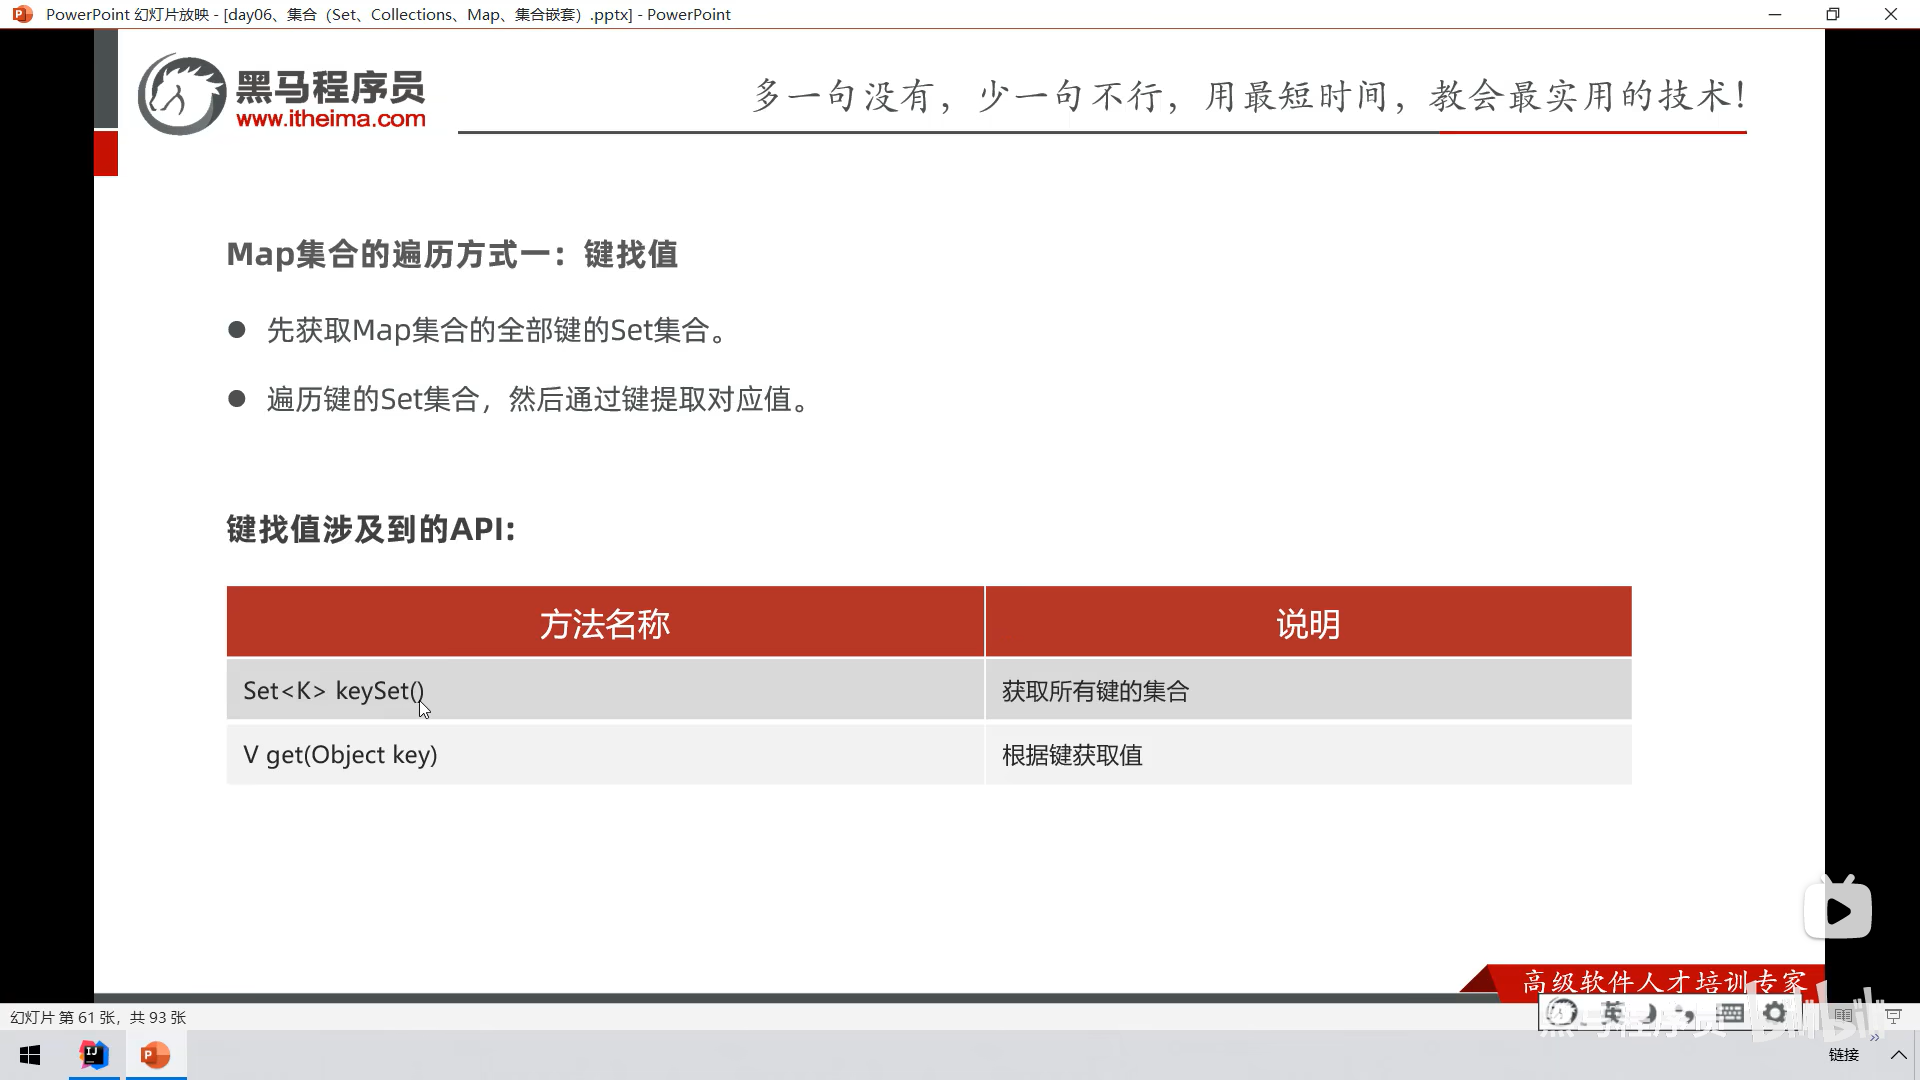 PowerPoint 幻灯片放映 - [day06、集合（Set、Collections、Map、集合嵌套）.pptx] - PowerPoint
黑马程序员
www.itheima.com
多一句没有，少一句不行，用最短时间，教会最实用的技术！
Map集合的遍历方式一：键找值
● 先获取Map集合的全部键的Set集合。
● 遍历键的Set集合，然后通过键提取对应值。
键找值涉及到的API:
方法名称 说明
Set<K> keySet() 获取所有键的集合
V get(Object key) 根据键获取值
高级软件人才培训专家
英
黑马程序员 bilibili
幻灯片 第 61 张，共 93 张
链接